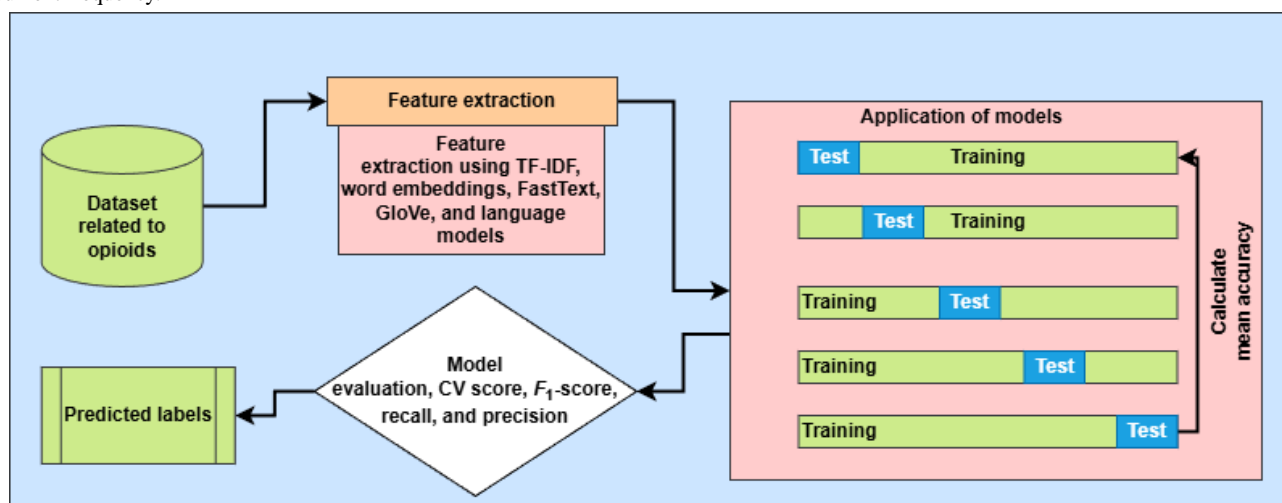 Feature extraction
Feature
extraction using TF-IDF,
word embeddings, FastText,
GloVe, and language
models
Dataset
related to
opioids
Application of models
Test Training
Test Training
Training Test
Training Test
Training Test
Calculate
mean accuracy
Model
evaluation, CV score, F1-score,
recall, and precision
Predicted labels